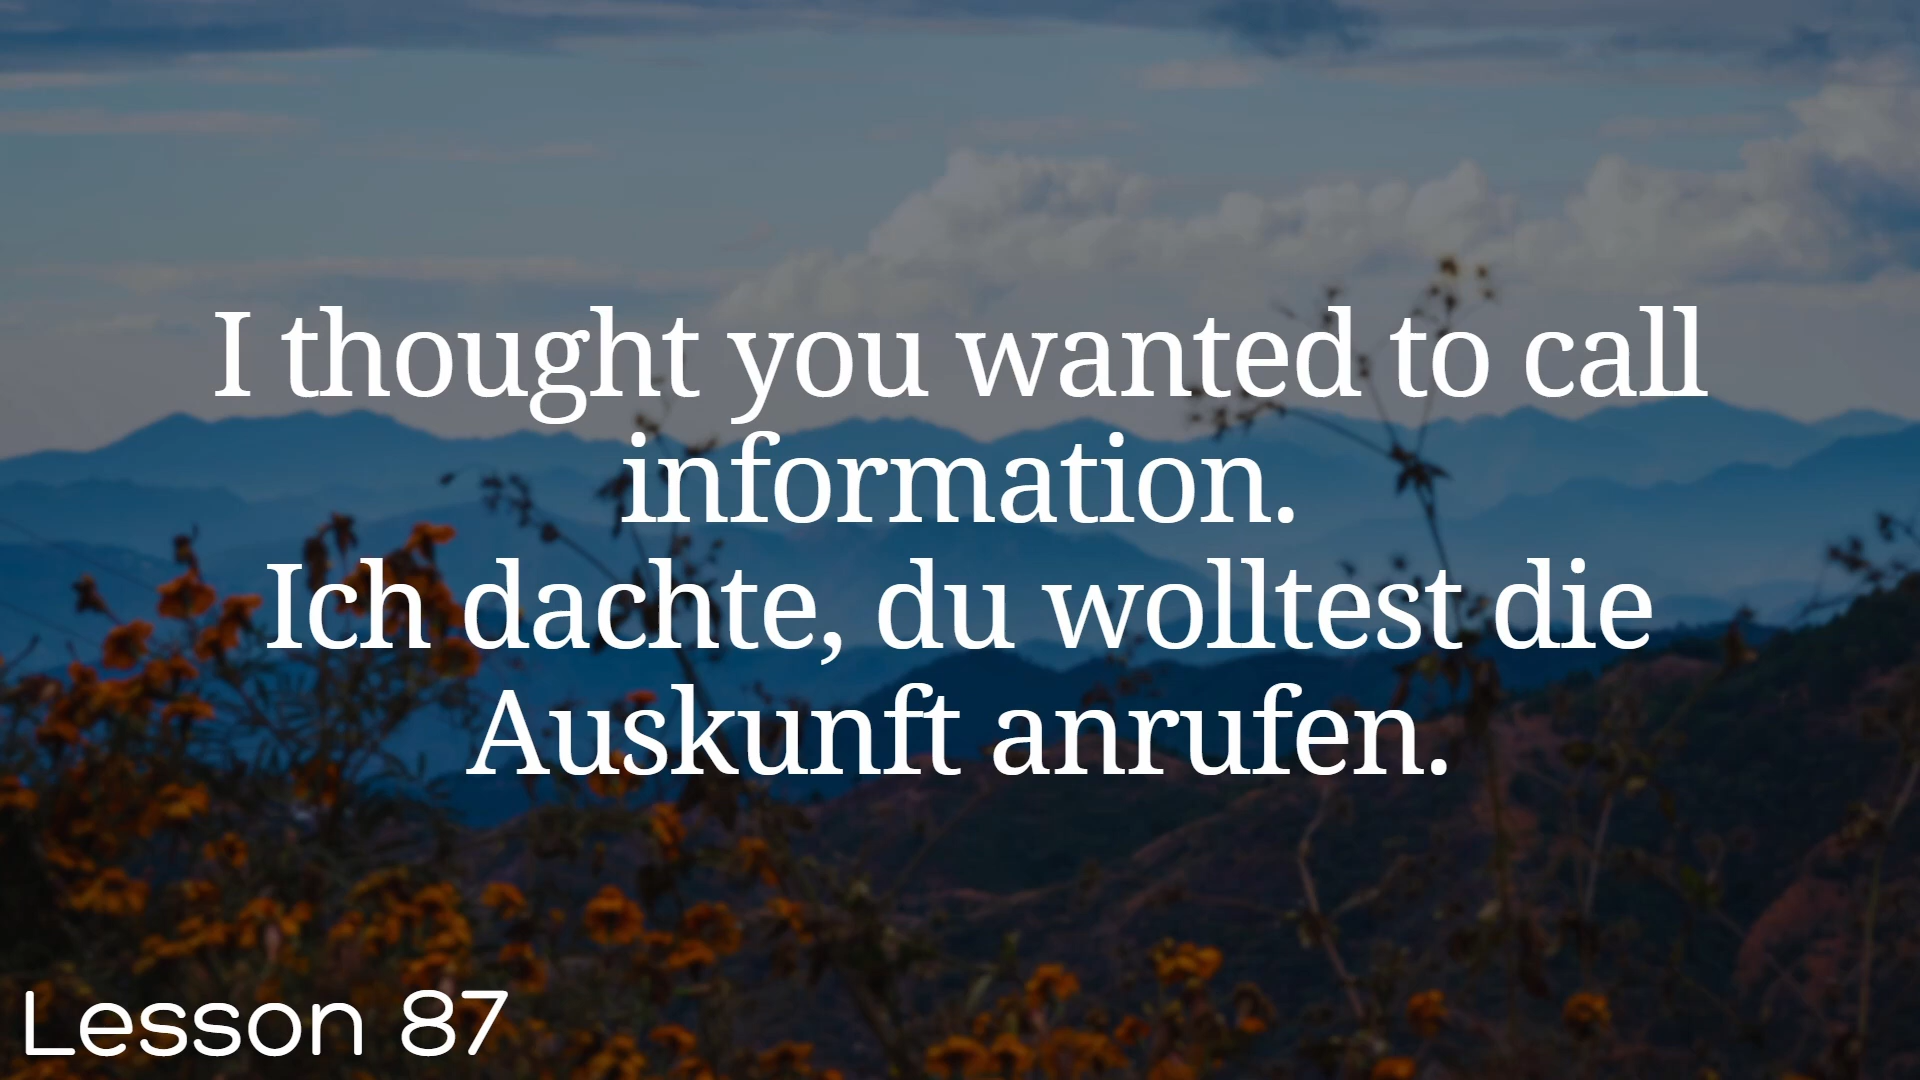 I thought you wanted to call
information.
Ich dachte, du wolltest die
Auskunft anrufen.
Lesson 87